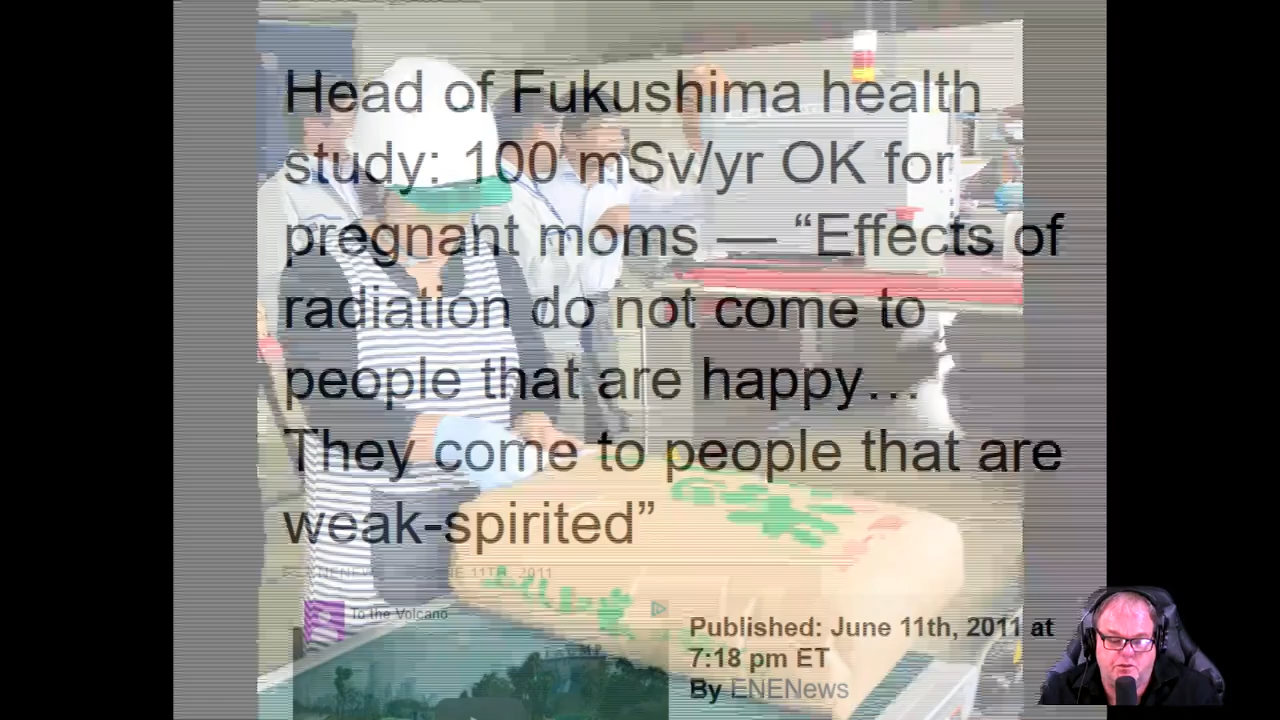 Head of Fukushima health
study: 100 mSv/yr OK for
pregnant moms — “Effects of
radiation do not come to
people that are happy…
They come to people that are
weak-spirited”
To the Volcano
Published: June 11th, 2011 at
7:18 pm ET
By ENENews